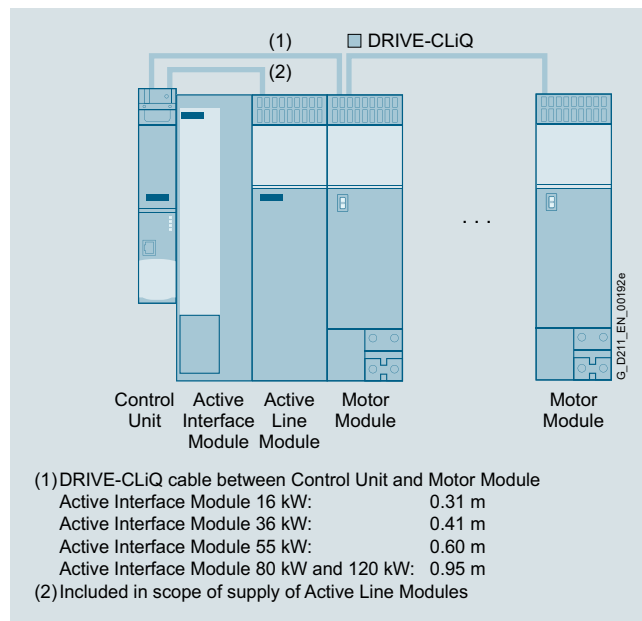 (1) DRIVE-CLiQ
(2)
. . .
G_D211_EN_00192e
Control Unit
Active Interface Module
Active Line Module
Motor Module
Motor Module
(1) DRIVE-CLiQ cable between Control Unit and Motor Module
Active Interface Module 16 kW: 0.31 m
Active Interface Module 36 kW: 0.41 m
Active Interface Module 55 kW: 0.60 m
Active Interface Module 80 kW and 120 kW: 0.95 m
(2) Included in scope of supply of Active Line Modules